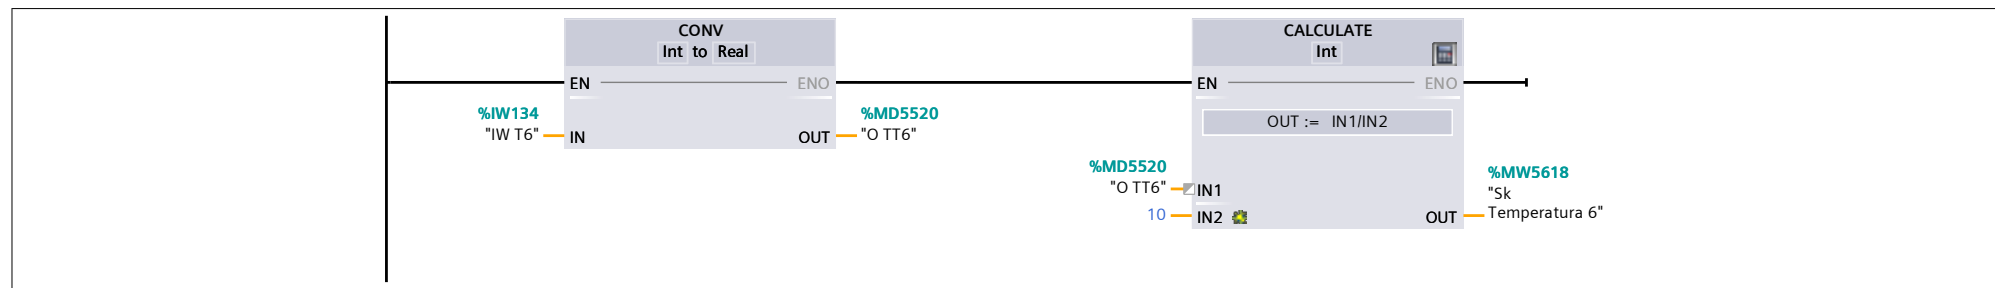 CONV
Int to Real
EN ENO
%IW134
"IW T6" IN
%MD5520
OUT "O TT6"
CALCULATE
Int
EN ENO
OUT := IN1/IN2
%MD5520
"O TT6" IN1
10 IN2
%MW5618
"Sk
OUT Temperatura 6"